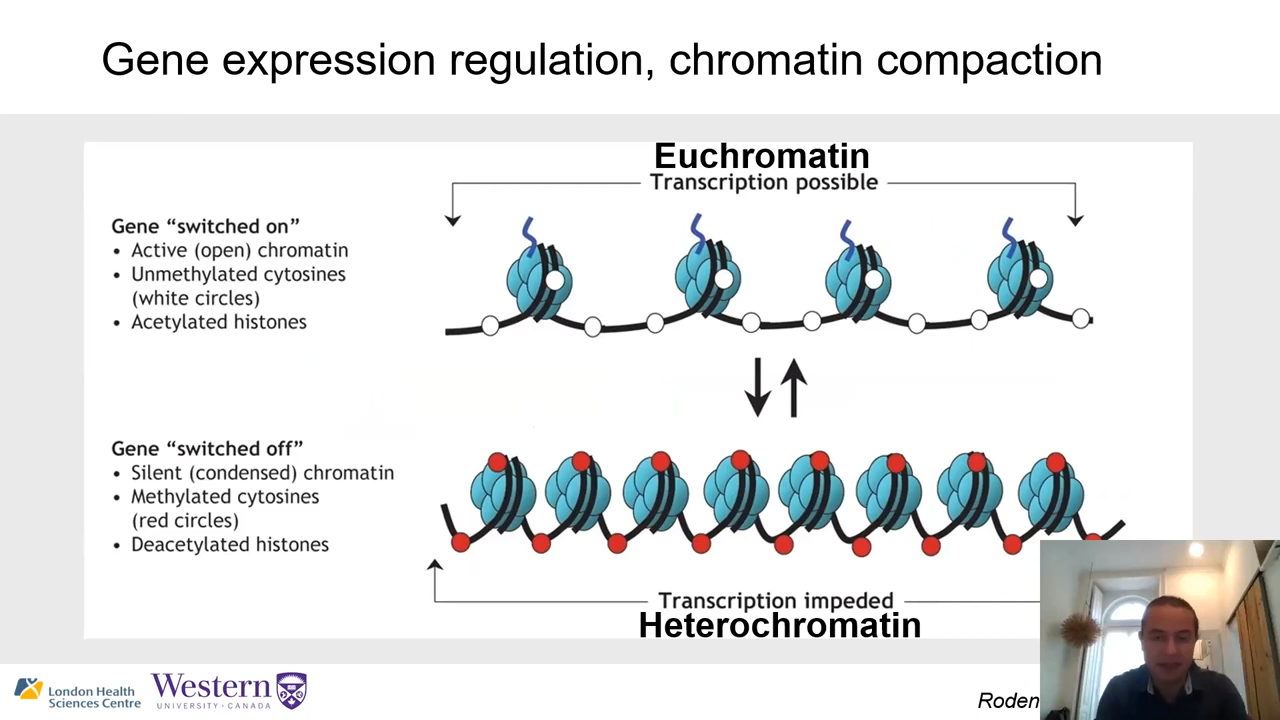 Gene expression regulation, chromatin compaction
Euchromatin
Transcription possible
Gene “switched on”
• Active (open) chromatin
• Unmethylated cytosines
(white circles)
• Acetylated histones
Gene “switched off”
• Silent (condensed) chromatin
• Methylated cytosines
(red circles)
• Deacetylated histones
Transcription impeded
Heterochromatin
London Health
Sciences Centre
Western
UNIVERSITY · CANADA
Roden